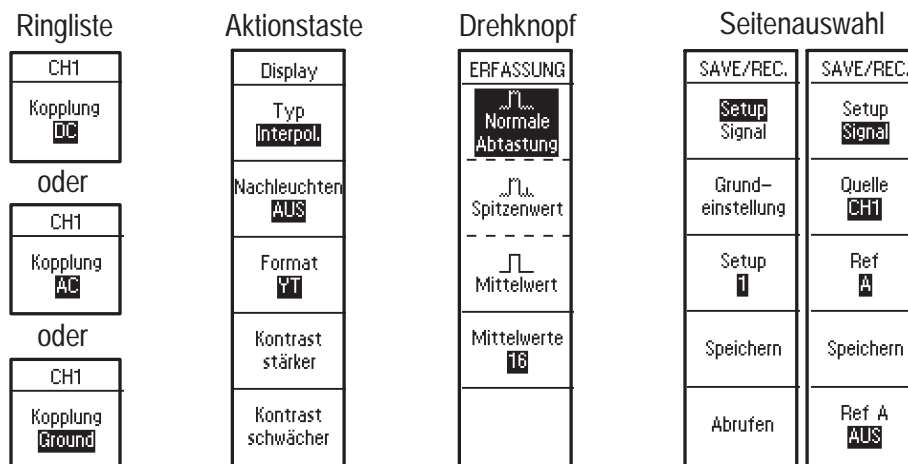 Ringliste
CH1
Kopplung
DC
oder
CH1
Kopplung
AC
oder
CH1
Kopplung
Ground
Aktionstaste
Display
Typ
Interpol.
Nachleuchten
AUS
Format
YT
Kontrast
stärker
Kontrast
schwächer
Drehknopf
ERFASSUNG
Normale
Abtastung
Spitzenwert
Mittelwert
Mittelwerte
16
Seitenauswahl
SAVE/REC.
Setup
Signal
Grund–
einstellung
Setup
1
Speichern
Abrufen
SAVE/REC.
Setup
Signal
Quelle
CH1
Ref
A
Speichern
Ref A
AUS